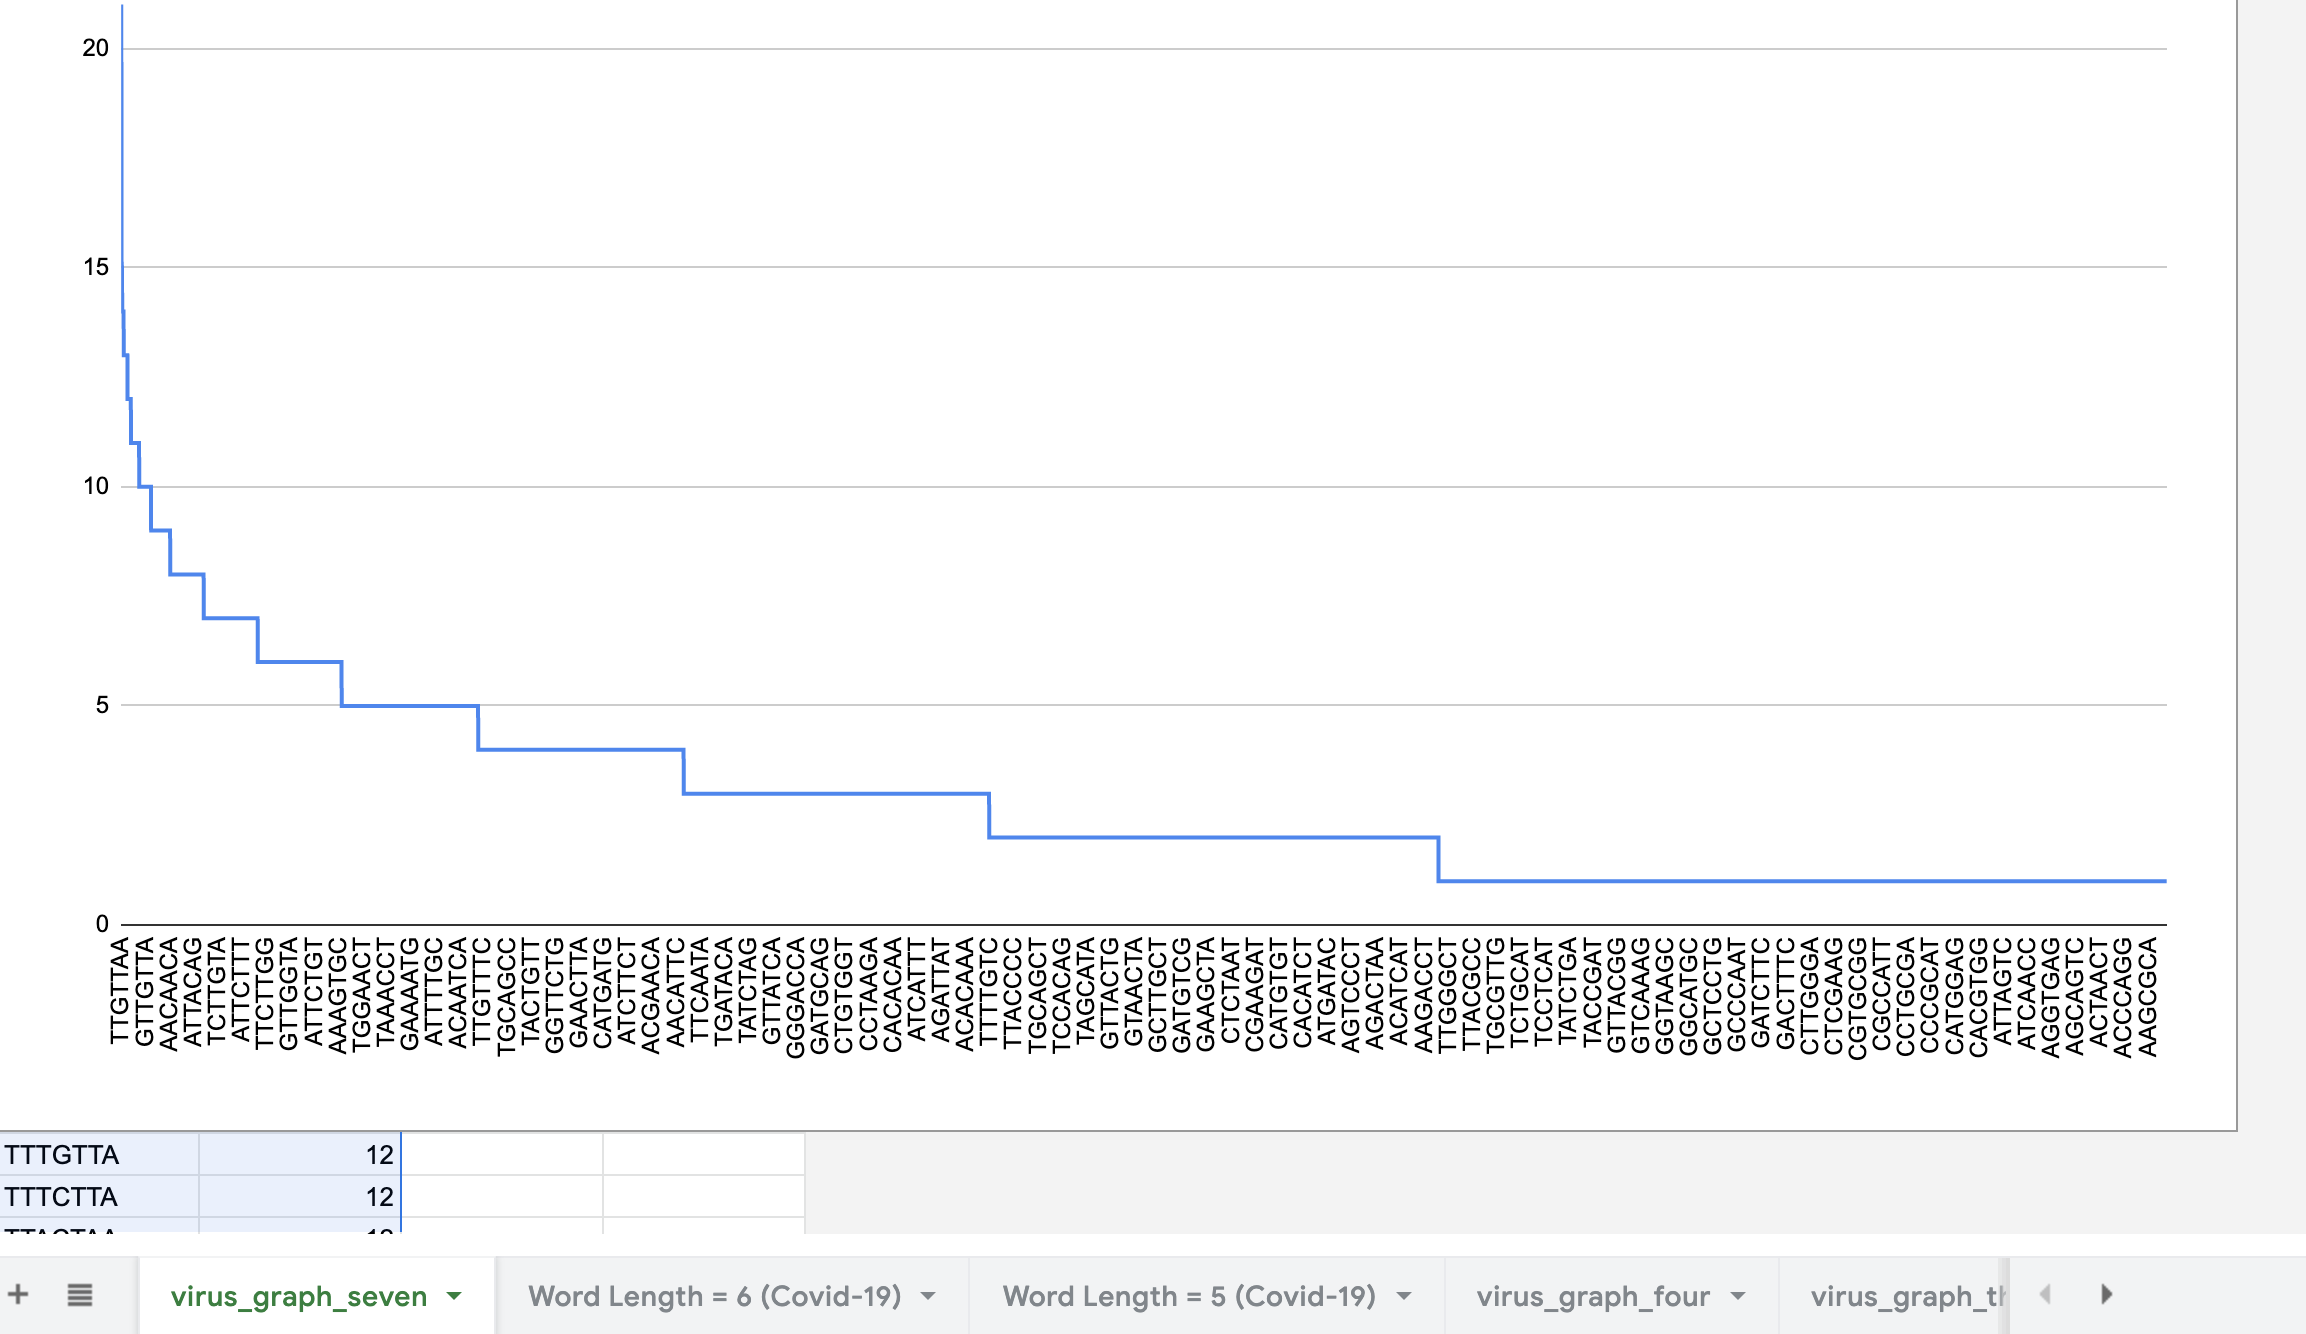 20
15
10
5
0
TTGTTAA
GTTGTTA
AACAACA
ATTACAG
TCTTGTA
ATTCTTT
TTCTTGG
GTTGGTA
ATTCTGT
AAAGTGC
TGGAACT
TAAACCT
GAAAATG
ATTTTGC
ACAATCA
TTGTTTC
TGCAGCC
TACTGTT
GGTTCTG
GAACTTA
CATGATG
ATCTTCT
ACGAACA
AACATTC
TTCAATA
TGATACA
TATCTAG
GTTATCA
GGGACCA
GATGCAG
CTGTGGT
CCTAAGA
CACACAA
ATCATTT
AGATTAT
ACACAAA
TTTTGTC
TTACCCC
TGCAGCT
TCCACAG
TAGCATA
GTTACTG
GTAACTA
GCTTGCT
GATGTCG
GAAGCTA
CTCTAAT
CGAAGAT
CATGTGT
CACATCT
ATGATAC
AGTCCCT
AGACTAA
ACATCAT
AAGACCT
TTGGGCT
TTACGCC
TGCGTTG
TCTGCAT
TCCTCAT
TATCTGA
TACCGAT
GTTACGG
GTCAAAG
GGTAAGC
GGCATGC
GCTCCTG
GCCCAAT
GATCTTC
GACTTTC
CTTGGGA
CTCGAAG
CGTGCGG
CGCCATT
CCTGCGA
CCCGCAT
CATGGAG
CACGTGG
ATTAGTC
ATCAACC
AGGTGAG
AGCAGTC
ACTAACT
ACCCAGG
AAGCGCA
TTTGTTA 12
TTTCTTA 12
virus_graph_seven Word Length = 6 (Covid-19) Word Length = 5 (Covid-19) virus_graph_four